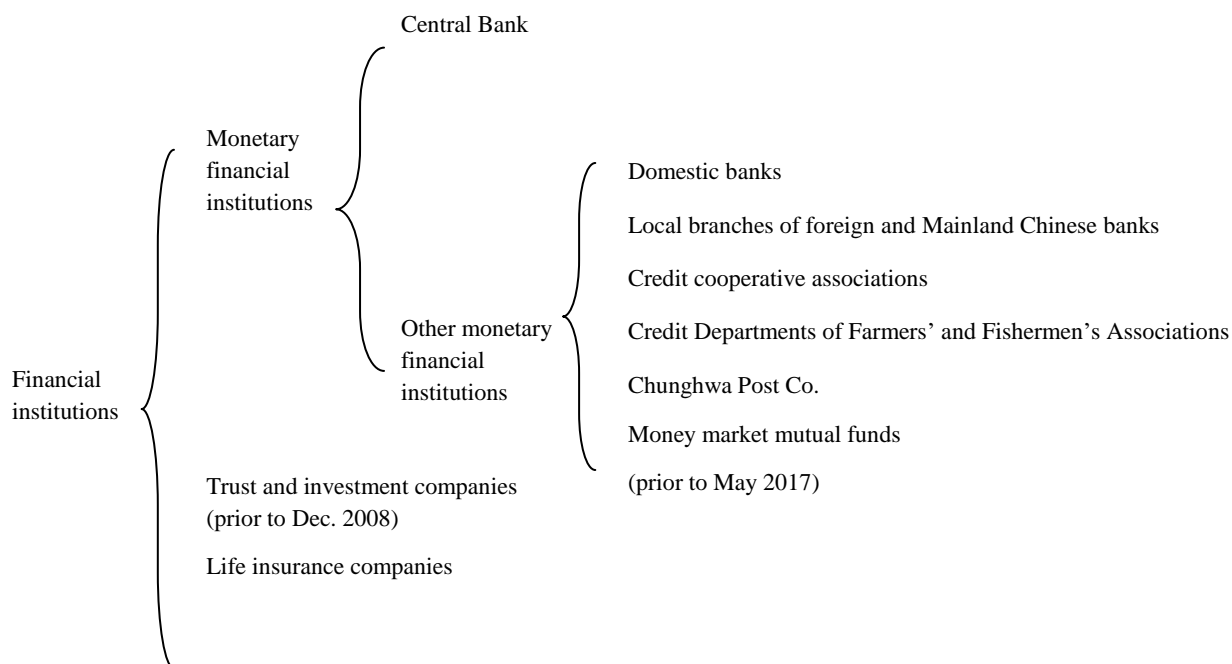 Central Bank
Monetary
financial
institutions
Domestic banks
Local branches of foreign and Mainland Chinese banks
Credit cooperative associations
Other monetary
financial
institutions
Credit Departments of Farmers’ and Fishermen’s Associations
Chunghwa Post Co.
Money market mutual funds
(prior to May 2017)
Financial
institutions
Trust and investment companies
(prior to Dec. 2008)
Life insurance companies